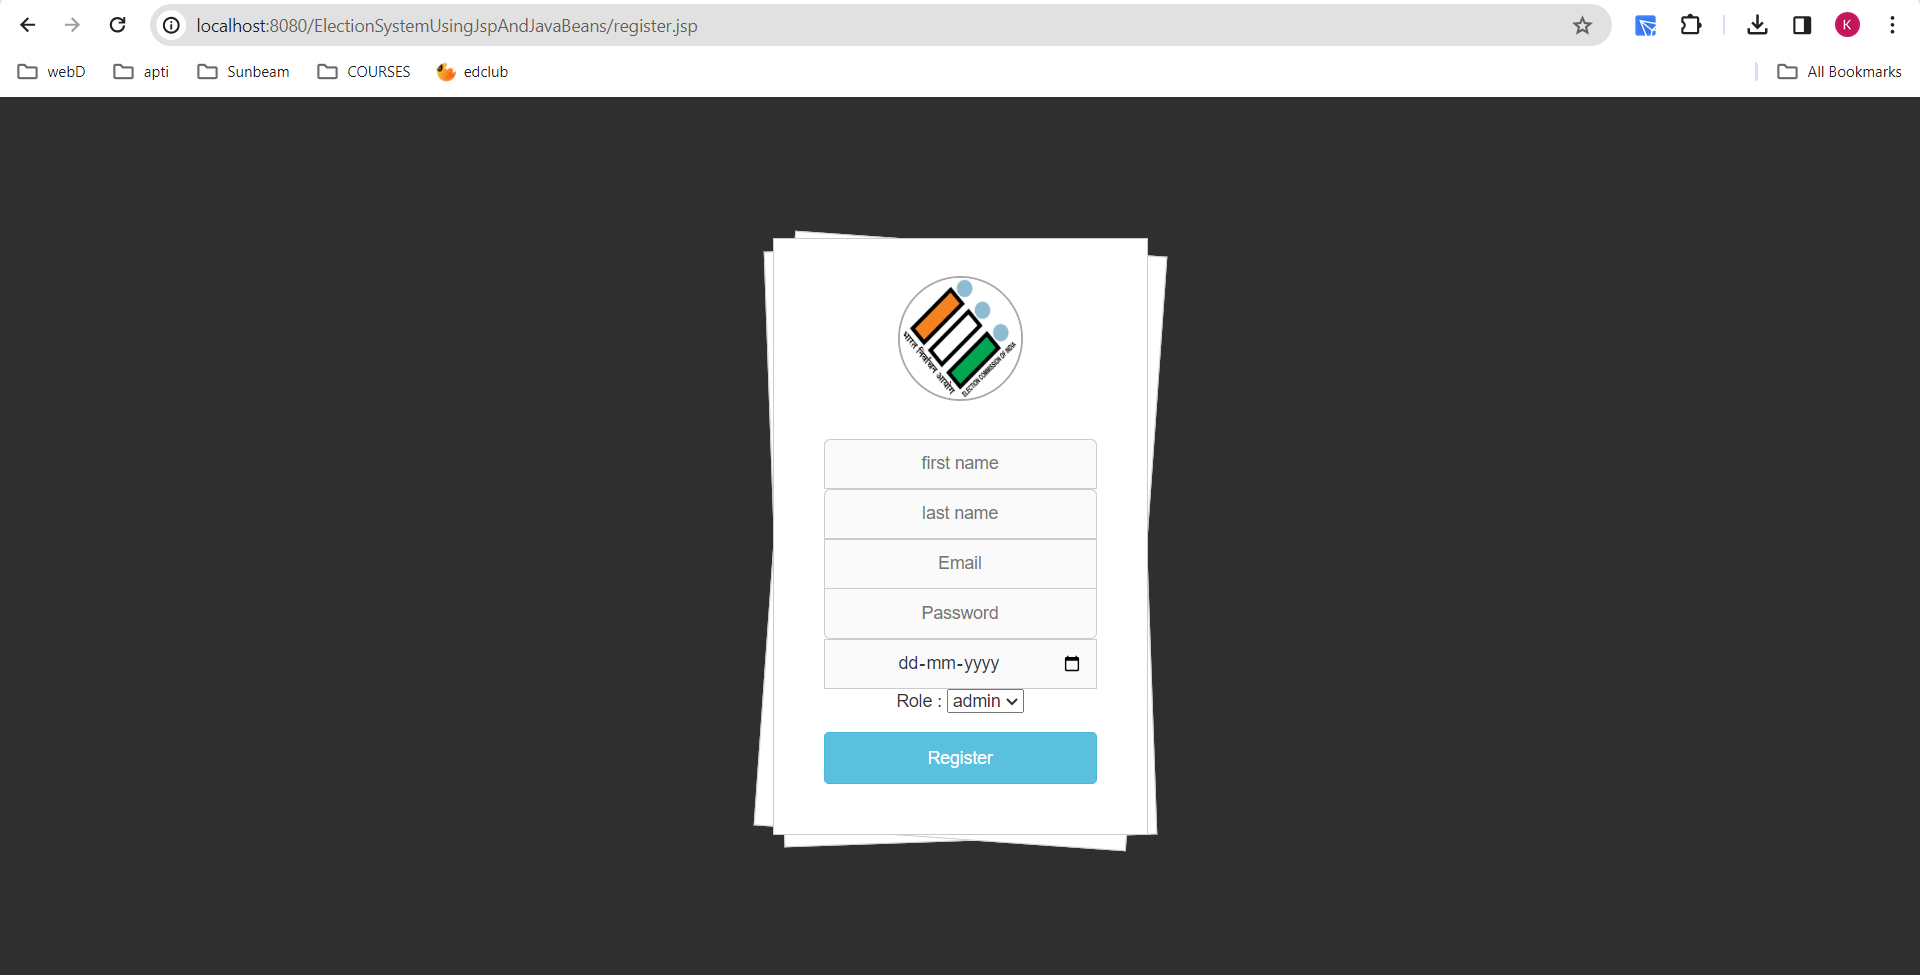 localhost:8080/ElectionSystemUsingJspAndJavaBeans/register.jsp
K
webD apti Sunbeam COURSES edclub All Bookmarks
भारत निर्वाचन आयोग
ELECTION COMMISSION OF INDIA
first name
last name
Email
Password
dd-mm-yyyy
Role : admin
Register